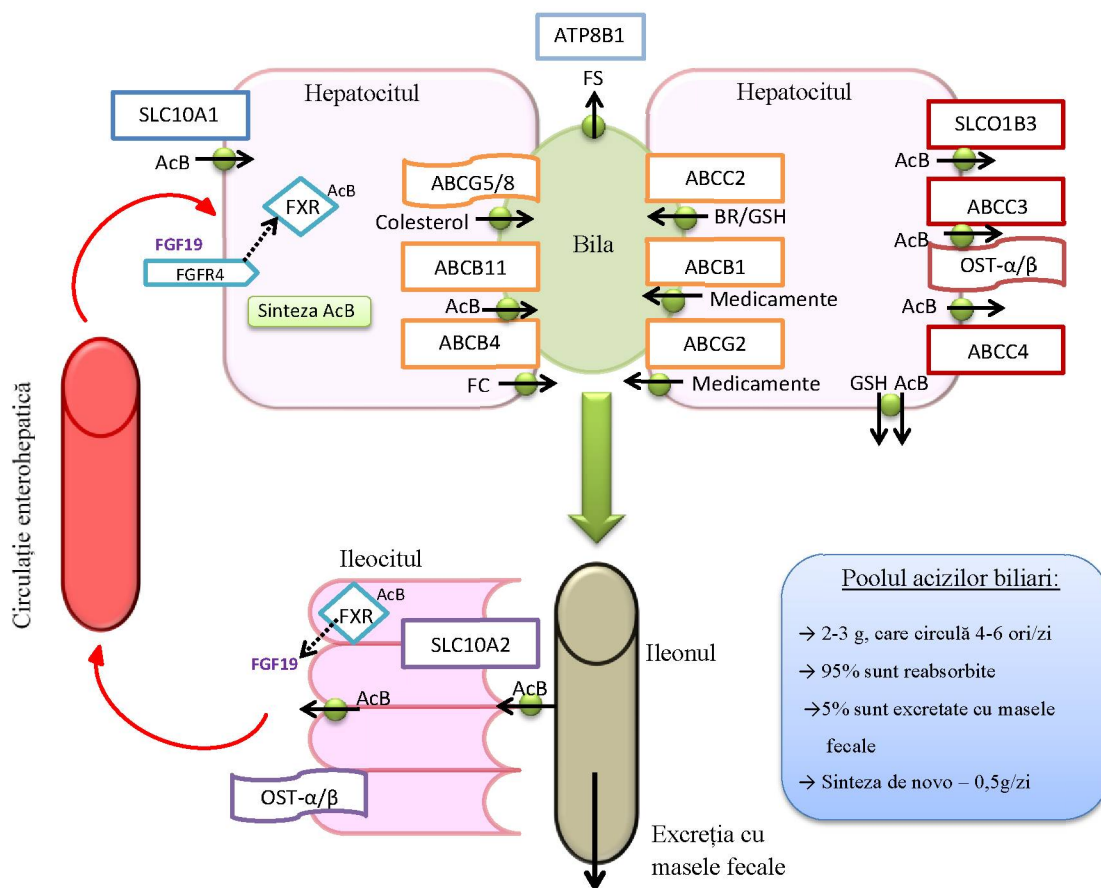 ATP8B1
FS
Hepatocitul
Hepatocitul
SLC10A1
AcB
FXR
AcB
FGF19
FGFR4
Sinteza AcB
ABCG5/8
Colesterol
ABCB11
AcB
ABCB4
FC
Bila
ABCC2
BR/GSH
ABCB1
Medicamente
ABCG2
Medicamente
SLCO1B3
AcB
ABCC3
AcB
OST-α/β
AcB
ABCC4
GSH AcB
Circulație enterohepatică
Ileocitul
FXR
AcB
FGF19
SLC10A2
AcB
AcB
OST-α/β
Ileonul
Excreția cu
masele fecale
Poolul acizilor biliari:
→ 2-3 g, care circulă 4-6 ori/zi
→ 95% sunt reabsorbite
→5% sunt excretate cu masele
fecale
→ Sinteza de novo – 0,5g/zi